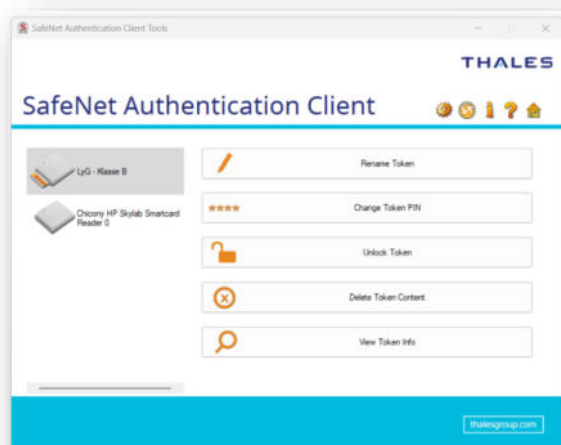 SafeNet Authentication Client Tools
THALES
SafeNet Authentication Client
LyG - Klasse B
Chicony HP Skylab Smartcard
Reader 0
Rename Token
****
Change Token PIN
Unlock Token
Delete Token Content
View Token Info
thalesgroup.com